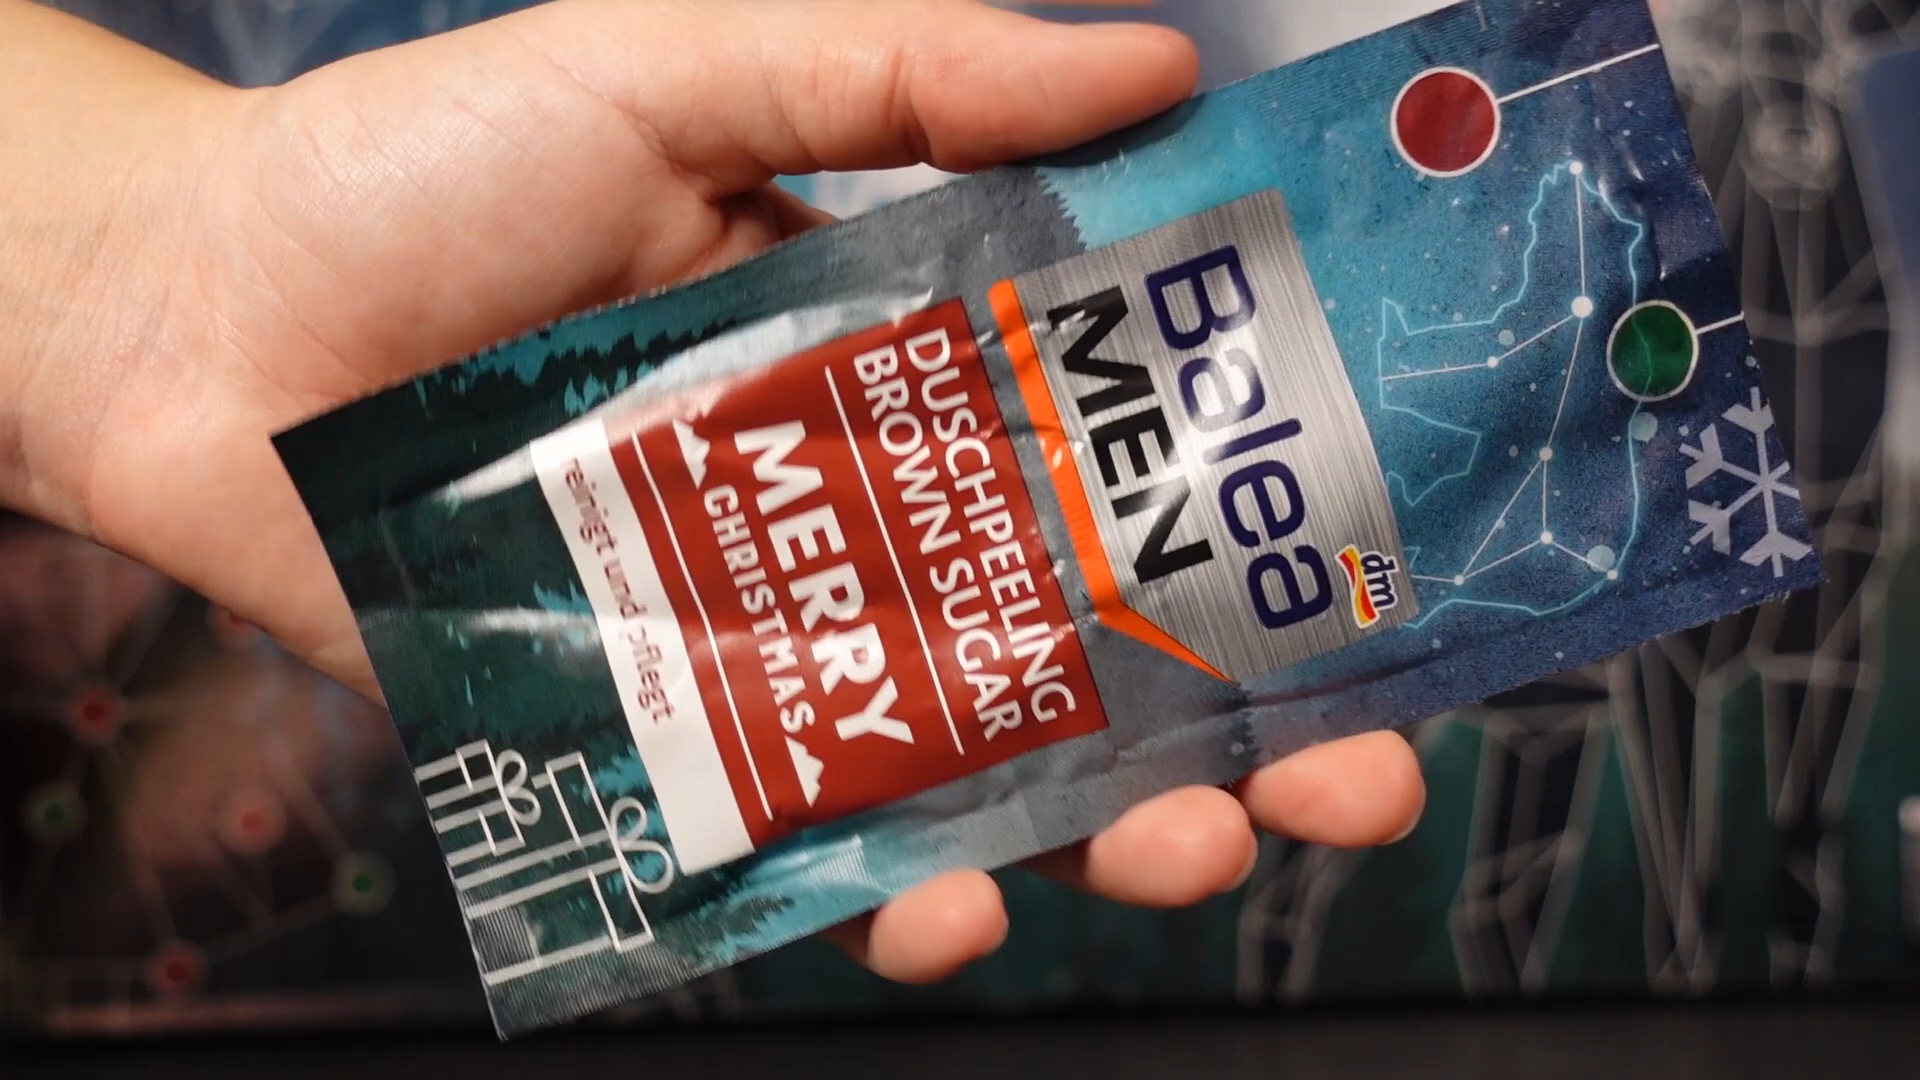 dm
Balea
MEN
DUSCHPEELING
BROWN SUGAR
MERRY
CHRISTMAS
reinigt und pflegt